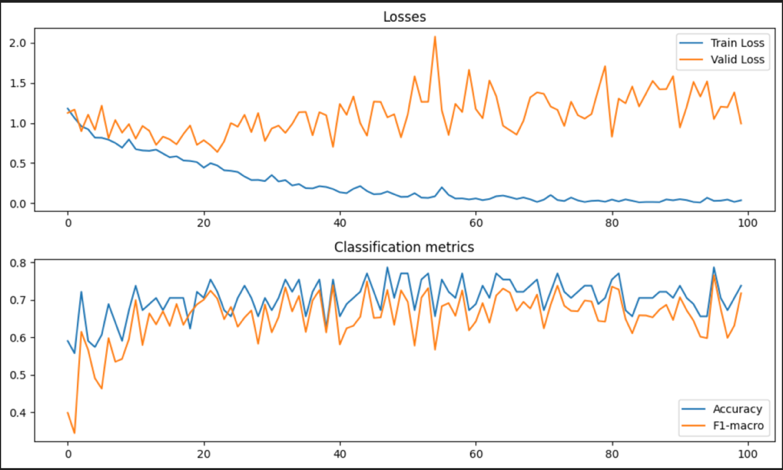 Losses
2.0
1.5
1.0
0.5
0.0
Train Loss
Valid Loss
0 20 40 60 80 100
Classification metrics
0.8
0.7
0.6
0.5
0.4
Accuracy
F1-macro
0 20 40 60 80 100